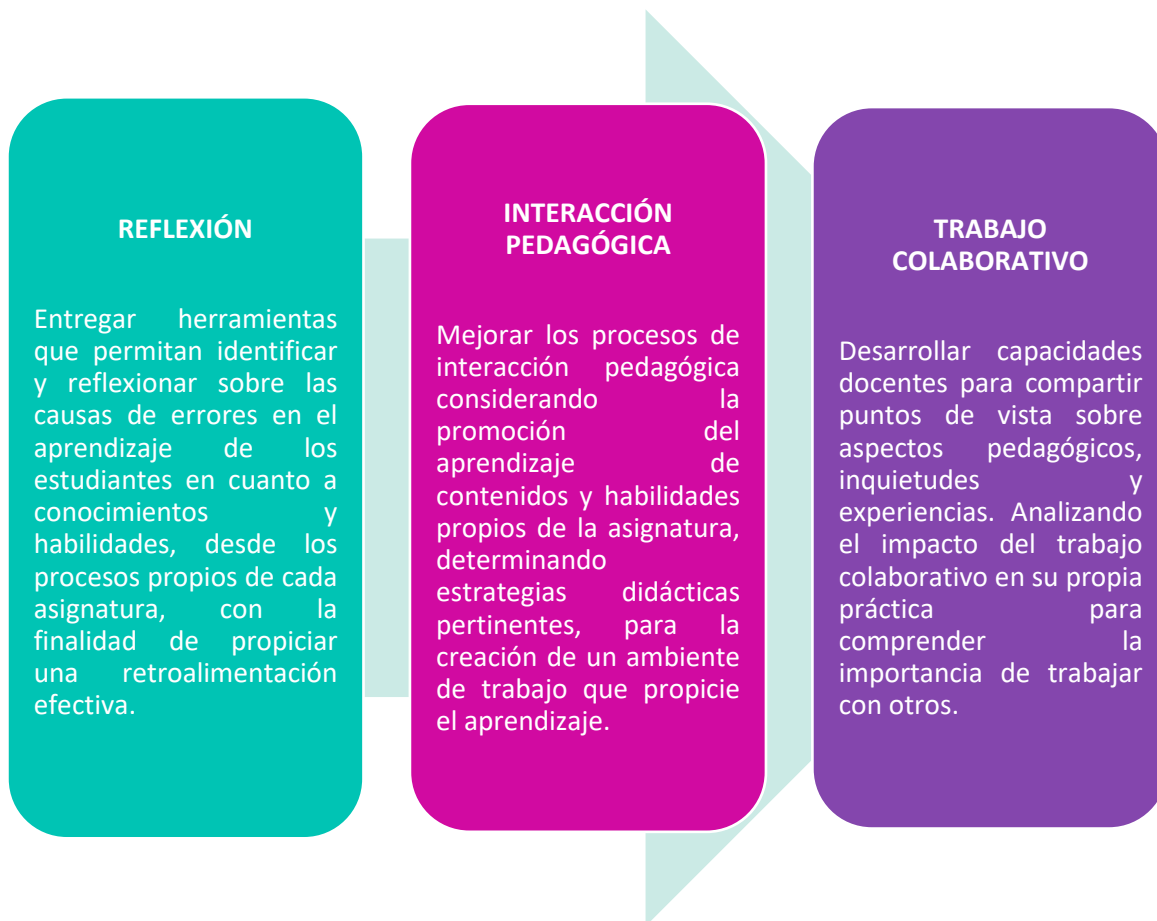 REFLEXIÓN
Entregar herramientas
que permitan identificar
y reflexionar sobre las
causas de errores en el
aprendizaje de los
estudiantes en cuanto a
conocimientos y
habilidades, desde los
procesos propios de cada
asignatura, con la
finalidad de propiciar
una retroalimentación
efectiva.
INTERACCIÓN
PEDAGÓGICA
Mejorar los procesos de
interacción pedagógica
considerando la
promoción del
aprendizaje de
contenidos y habilidades
propios de la asignatura,
determinando
estrategias didácticas
pertinentes, para la
creación de un ambiente
de trabajo que propicie
el aprendizaje.
TRABAJO
COLABORATIVO
Desarrollar capacidades
docentes para compartir
puntos de vista sobre
aspectos pedagógicos,
inquietudes y
experiencias. Analizando
el impacto del trabajo
colaborativo en su propia
práctica para
comprender la
importancia de trabajar
con otros.